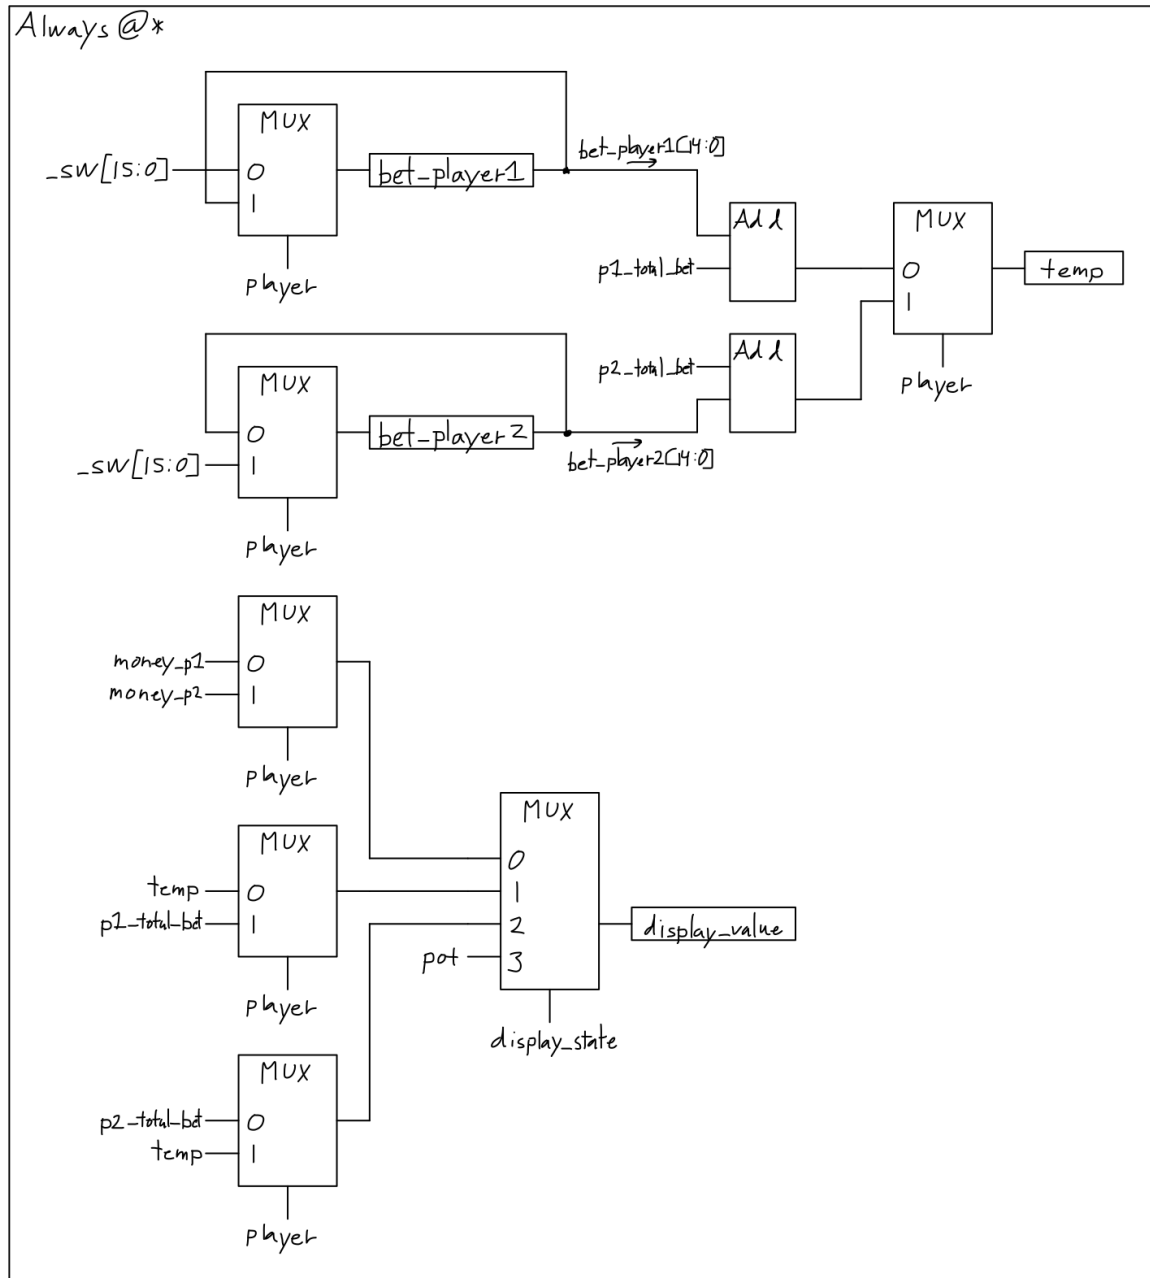 Always @*
MUX
_sw[15:0]
0
1
bet_player1
bet_player1[14:0]
player
Add
p1_total_bet
MUX
0
1
temp
player
MUX
0
_sw[15:0]
1
bet_player2
bet_player2[14:0]
player
p2_total_bet
Add
MUX
money_p1
0
money_p2
1
player
MUX
temp
0
p1_total_bet
1
player
MUX
0
1
2
pot
3
display_value
display_state
MUX
p2_total_bet
0
temp
1
player